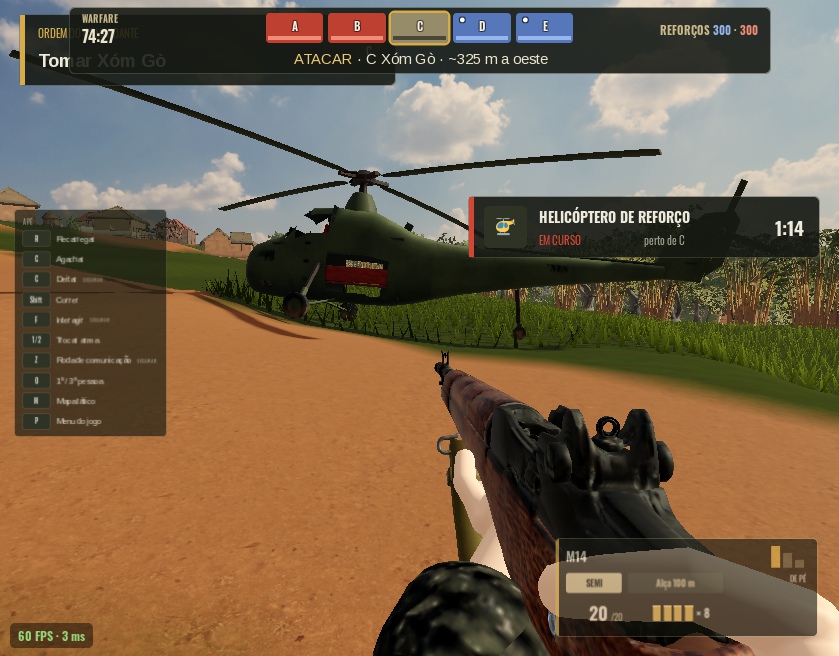 WARFARE
74:27
A B C D E
REFORÇOS 300 · 300
ATACAR · C Xóm Gò · ~325 m a oeste
ORDEM
Tomar Xóm Gò
HELICÓPTERO DE REFORÇO
EM CURSO perto de C
1:14
R Recarregar
C Agachar
C Deitar
Shift Correr
F Interagir
1/2 Trocar arma
Z Roda de comunicação
O 1ª / 3ª pessoa
M Mapa tático
P Menu do jogo
M14
SEMI Alça 100 m
DE PÉ
20 /20 × 8
60 FPS · 3 ms